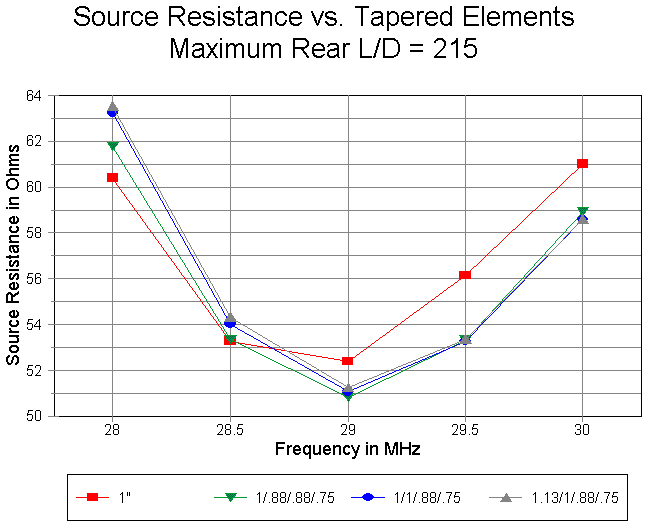 Source Resistance vs. Tapered Elements
Maximum Rear L/D = 215
Source Resistance in Ohms
64
62
60
58
56
54
52
50
28 28.5 29 29.5 30
Frequency in MHz
1" 1/.88/.88/.75 1/1/.88/.75 1.13/1/.88/.75